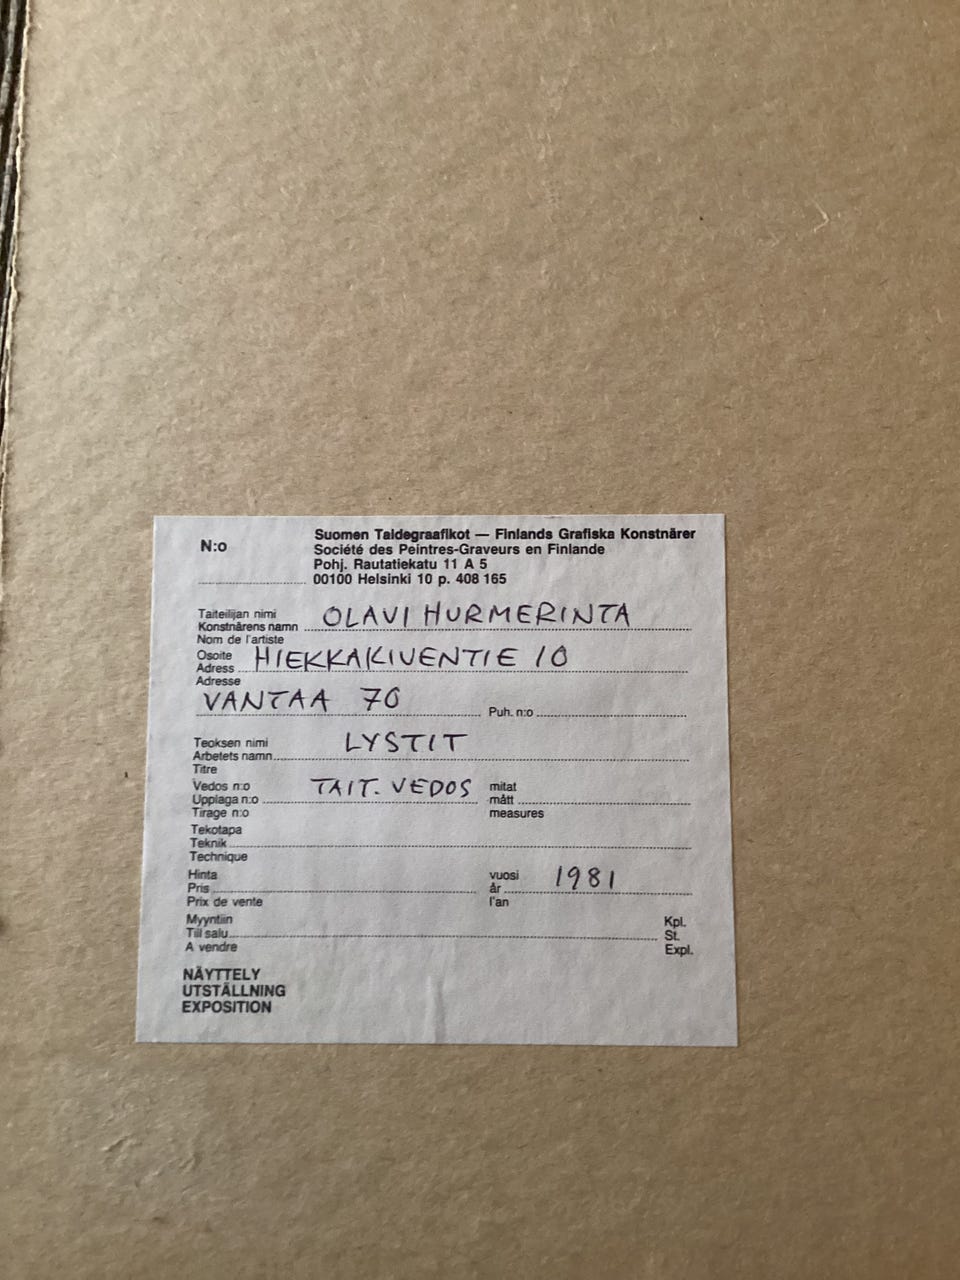 N:o
Suomen Taidegraafikot — Finlands Grafiska Konstnärer
Société des Peintres-Graveurs en Finlande
Pohj. Rautatiekatu 11 A 5
00100 Helsinki 10 p. 408 165
Taiteilijan nimi
Konstnärens namn OLAVI HURMERINTA
Nom de l'artiste
Osoite
Adress HIEKKAKIVENTIE 10
Adresse
VANTAA 70 Puh. n:o
Teoksen nimi
Arbetets namn LYSTIT
Titre
Vedos n:o TAIT. VEDOS mitat
Upplaga n:o mått
Tirage n:o measures
Tekotapa
Teknik
Technique
Hinta vuosi
Pris år 1981
Prix de vente l'an
Myyntiin Kpl.
Till salu St.
A vendre Expl.
NÄYTTELY
UTSTÄLLNING
EXPOSITION